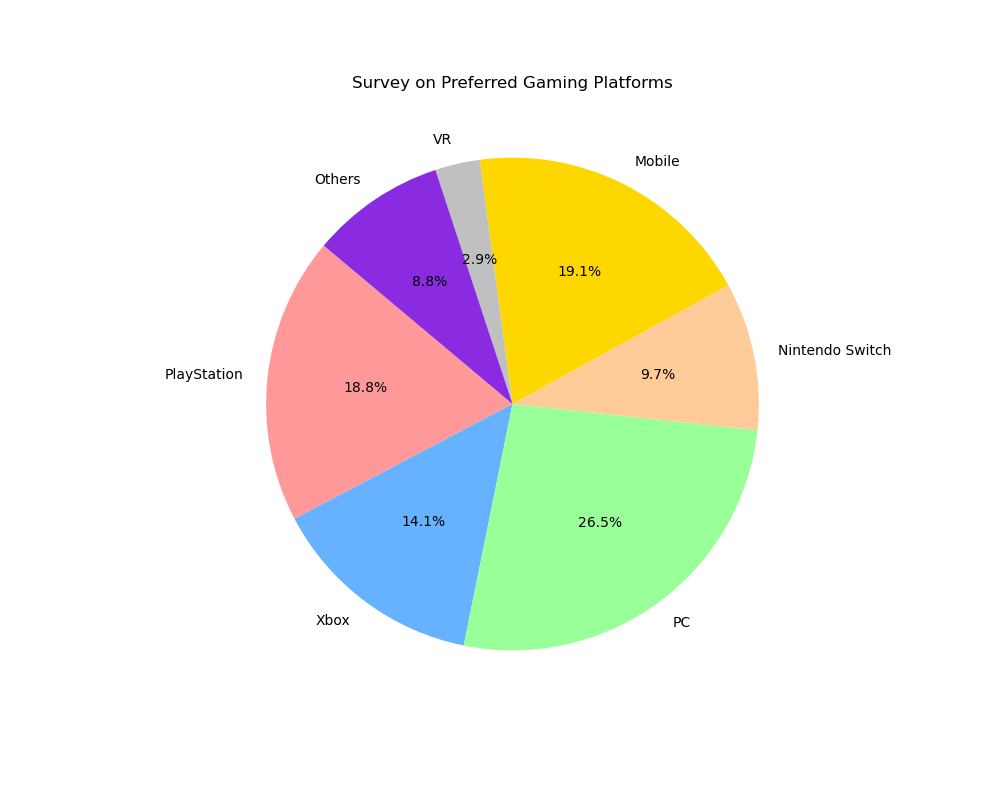 Survey on Preferred Gaming Platforms
VR
Mobile
Others
2.9%
19.1%
8.8%
Nintendo Switch
9.7%
PlayStation
18.8%
14.1%
26.5%
Xbox
PC